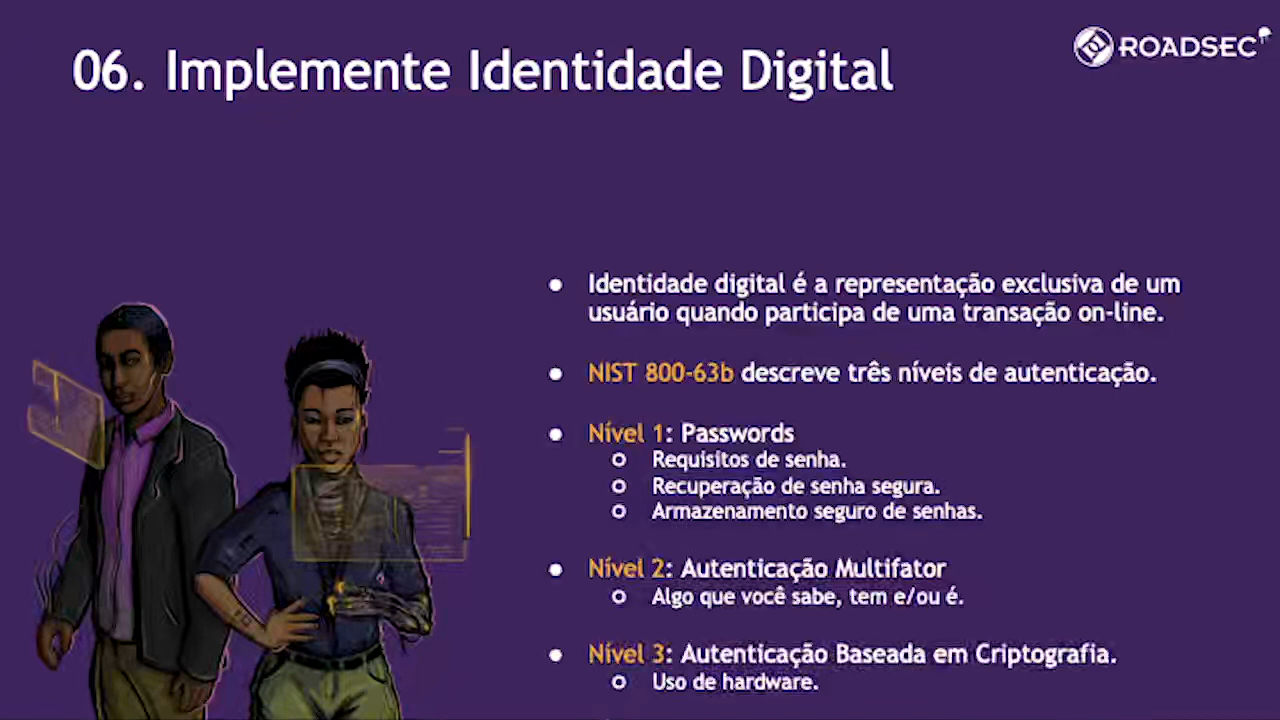 06. Implemente Identidade Digital
ROADSEC
Identidade digital é a representação exclusiva de um
usuário quando participa de uma transação on-line.
NIST 800-63b descreve três níveis de autenticação.
Nível 1: Passwords
Requisitos de senha.
Recuperação de senha segura.
Armazenamento seguro de senhas.
Nível 2: Autenticação Multifator
Algo que você sabe, tem e/ou é.
Nível 3: Autenticação Baseada em Criptografia.
Uso de hardware.